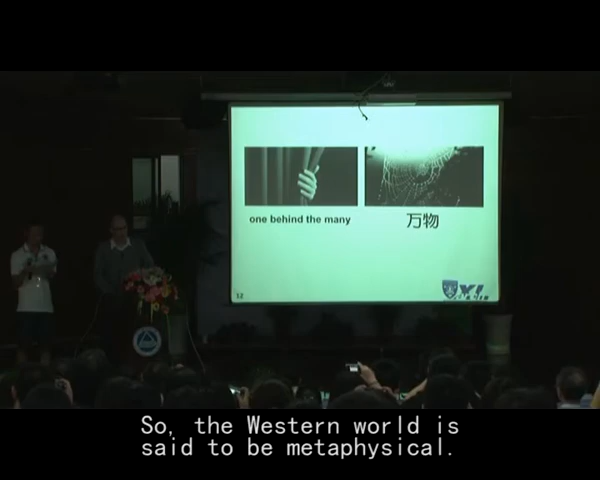 one behind the many
万物
12
So, the Western world is
said to be metaphysical.